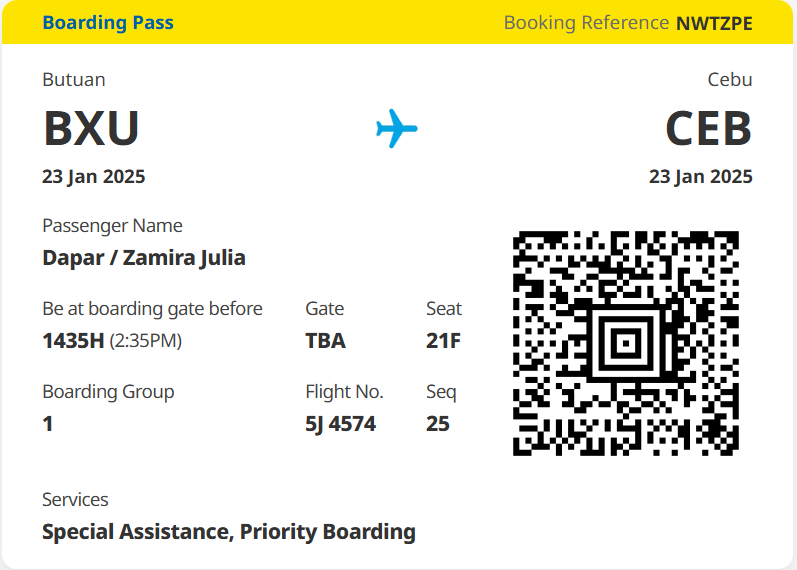 Boarding Pass Booking Reference NWTZPE
Butuan Cebu
BXU CEB
23 Jan 2025 23 Jan 2025
Passenger Name
Dapar / Zamira Julia
Be at boarding gate before Gate Seat
1435H (2:35PM) TBA 21F
Boarding Group Flight No. Seq
1 5J 4574 25
Services
Special Assistance, Priority Boarding